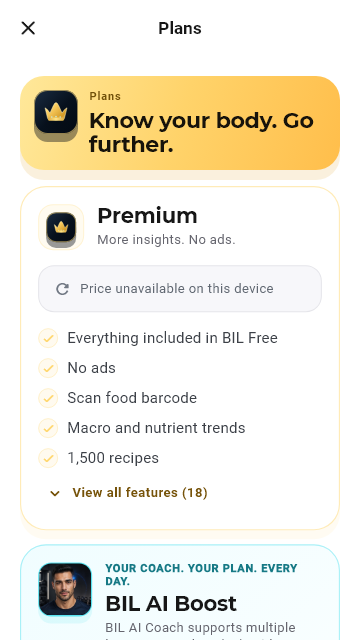 Plans
Plans
Know your body. Go
further.
Premium
More insights. No ads.
Price unavailable on this device
Everything included in BIL Free
No ads
Scan food barcode
Macro and nutrient trends
1,500 recipes
View all features (18)
YOUR COACH. YOUR PLAN. EVERY
DAY.
BIL AI Boost
BIL AI Coach supports multiple